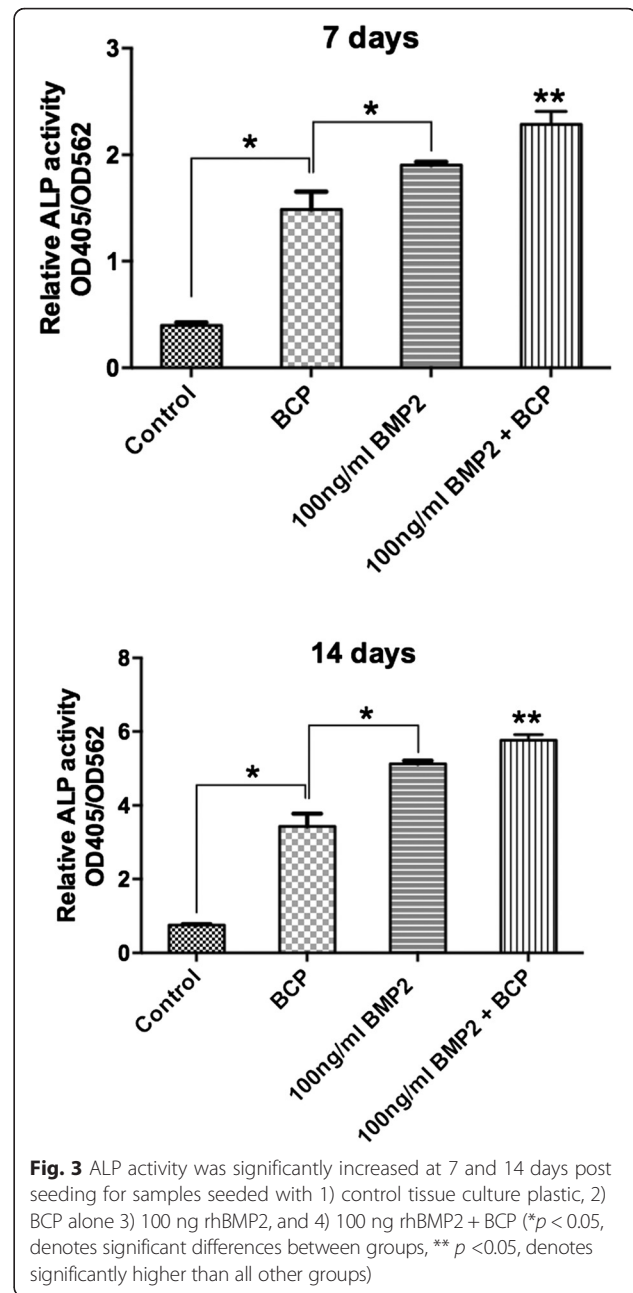 7 days
Relative ALP activity
OD405/OD562
3
2
1
0
*
*
**
Control
BCP
100ng/ml BMP2
100ng/ml BMP2 + BCP
14 days
Relative ALP activity
OD405/OD562
8
6
4
2
0
*
*
**
Control
BCP
100ng/ml BMP2
100ng/ml BMP2 + BCP
Fig. 3 ALP activity was significantly increased at 7 and 14 days post
seeding for samples seeded with 1) control tissue culture plastic, 2)
BCP alone 3) 100 ng rhBMP2, and 4) 100 ng rhBMP2 + BCP (*p < 0.05,
denotes significant differences between groups, ** p <0.05, denotes
significantly higher than all other groups)